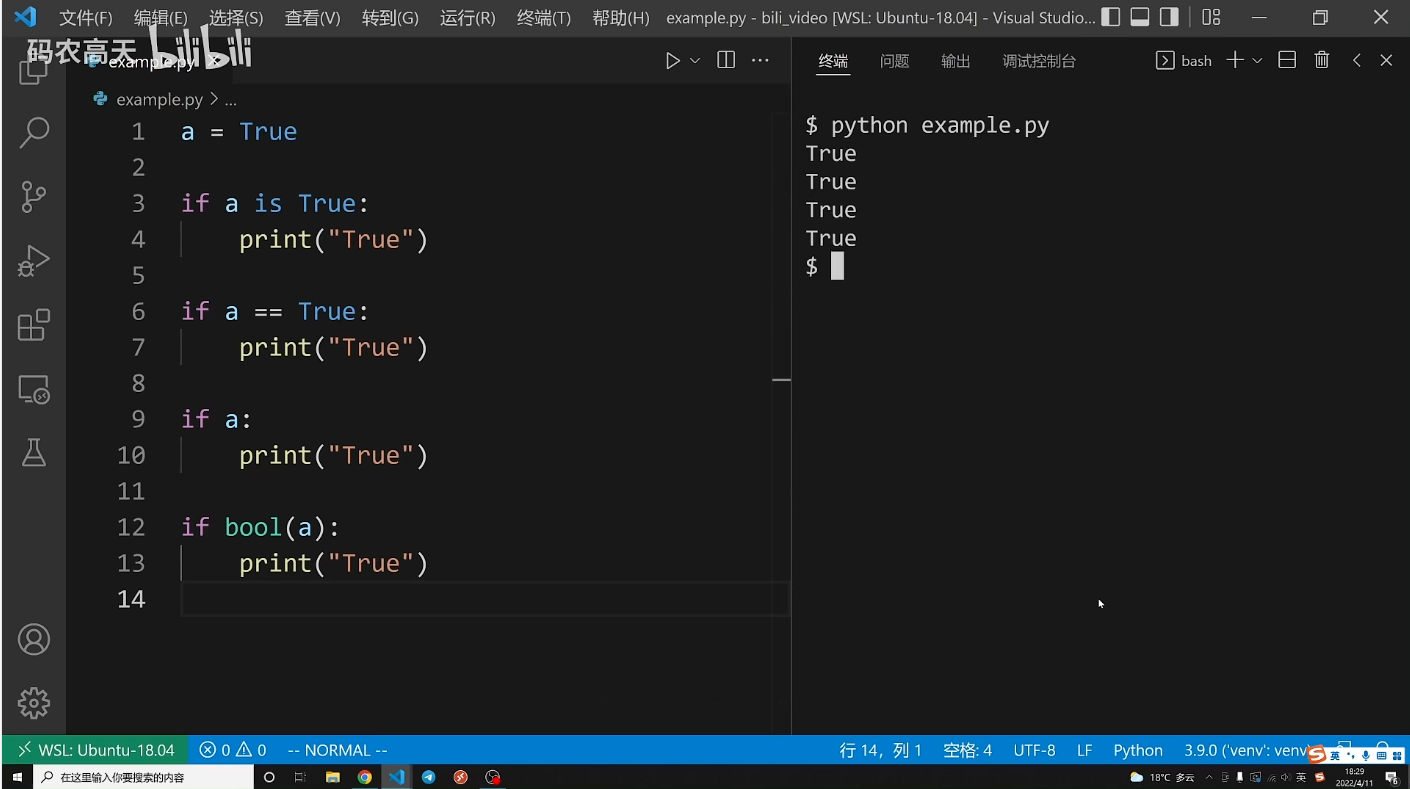 文件(F) 编辑(E) 选择(S) 查看(V) 转到(G) 运行(R) 终端(T) 帮助(H) example.py - bili_video [WSL: Ubuntu-18.04] - Visual Studio...
码农高天 bilibili
example.py
终端 问题 输出 调试控制台 bash
example.py > ...
1 a = True
2
3 if a is True:
4 print("True")
5
6 if a == True:
7 print("True")
8
9 if a:
10 print("True")
11
12 if bool(a):
13 print("True")
14
$ python example.py
True
True
True
True
$
WSL: Ubuntu-18.04 0 0 -- NORMAL -- 行 14，列 1 空格: 4 UTF-8 LF Python 3.9.0 ('venv': venv) 英
在这里输入你要搜索的内容 18°C 多云 英 18:29
2022/4/11